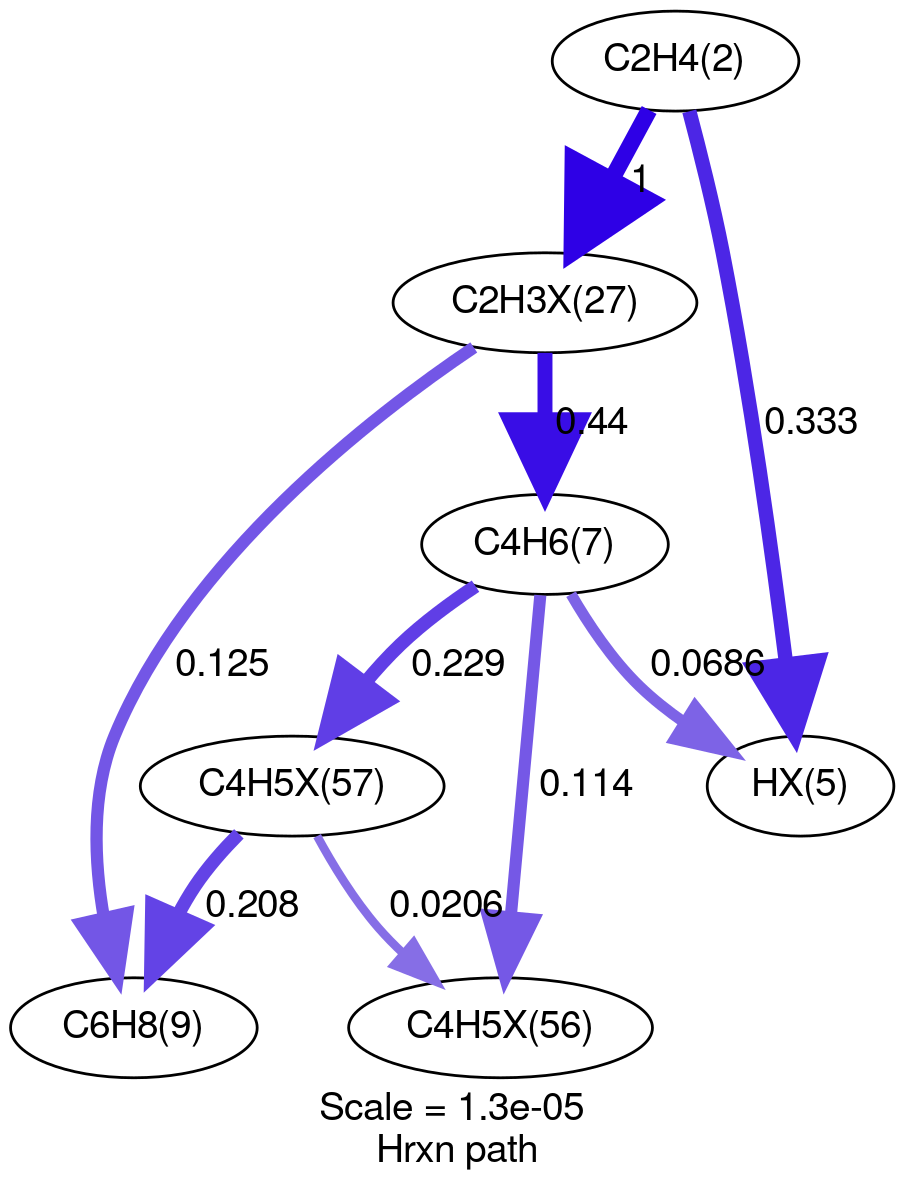 C2H4(2)
1
C2H3X(27)
0.44
0.333
C4H6(7)
0.125
0.229
0.0686
C4H5X(57)
0.114
HX(5)
0.208
0.0206
C6H8(9)
C4H5X(56)
Scale = 1.3e-05
Hrxn path